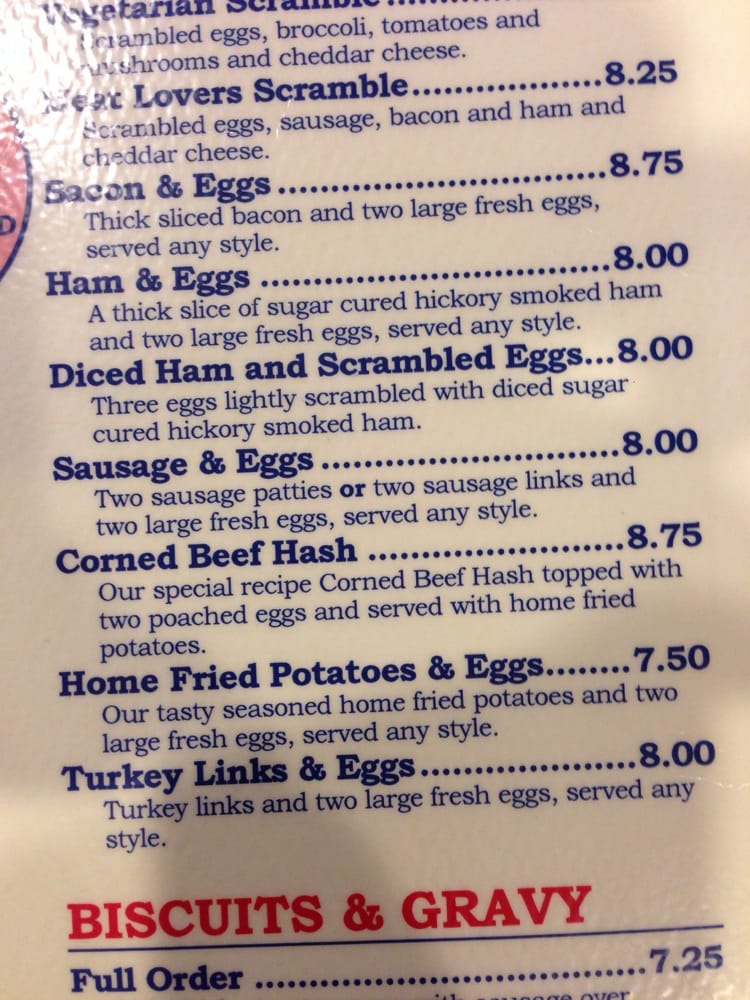 Vegetarian Scramble
Scrambled eggs, broccoli, tomatoes and
mushrooms and cheddar cheese.
Meat Lovers Scramble..................8.25
Scrambled eggs, sausage, bacon and ham and
cheddar cheese.
Bacon & Eggs ...............................8.75
Thick sliced bacon and two large fresh eggs,
served any style.
Ham & Eggs .................................8.00
A thick slice of sugar cured hickory smoked ham
and two large fresh eggs, served any style.
Diced Ham and Scrambled Eggs...8.00
Three eggs lightly scrambled with diced sugar
cured hickory smoked ham.
Sausage & Eggs ............................8.00
Two sausage patties or two sausage links and
two large fresh eggs, served any style.
Corned Beef Hash ........................8.75
Our special recipe Corned Beef Hash topped with
two poached eggs and served with home fried
potatoes.
Home Fried Potatoes & Eggs........7.50
Our tasty seasoned home fried potatoes and two
large fresh eggs, served any style.
Turkey Links & Eggs....................8.00
Turkey links and two large fresh eggs, served any
style.
BISCUITS & GRAVY
Full Order .....................................7.25
with sausage over